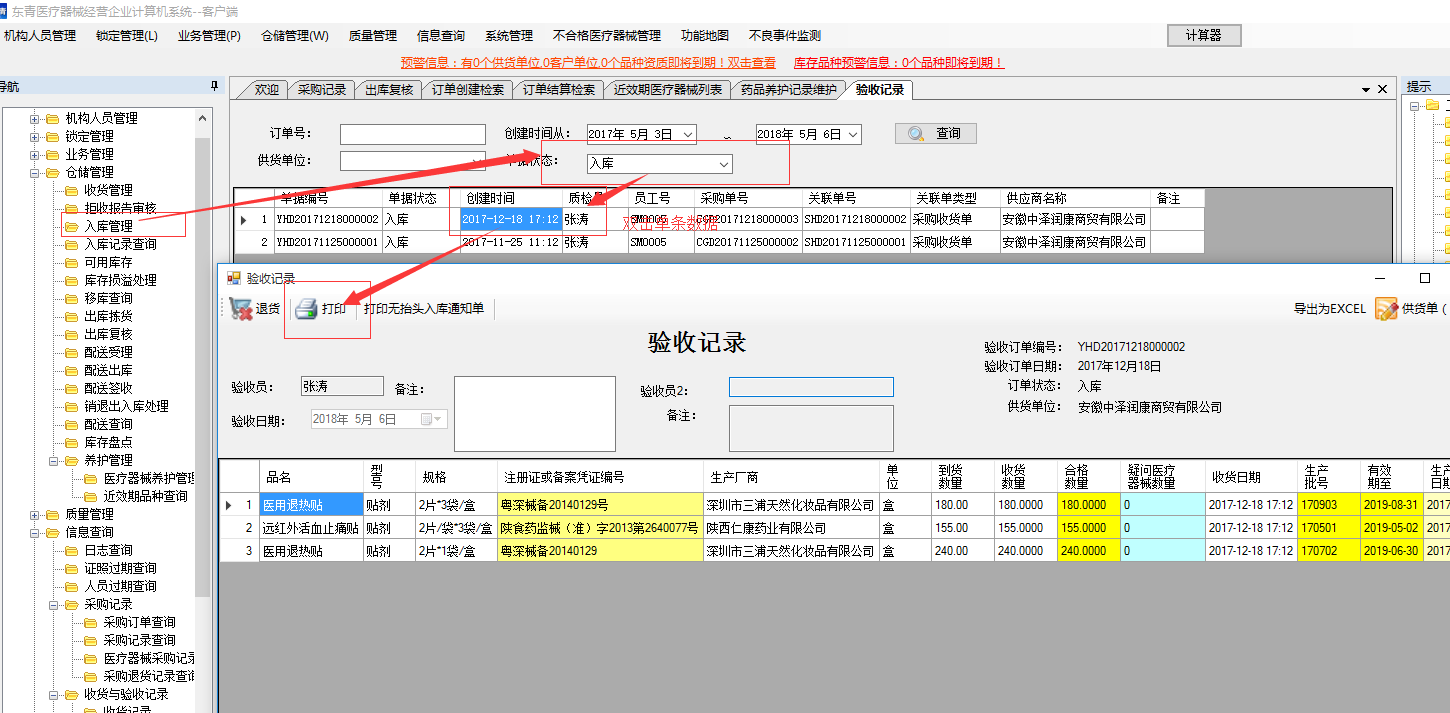 东青医疗器械经营企业计算机系统--客户端
机构人员管理 锁定管理(L) 业务管理(P) 仓储管理(W) 质量管理 信息查询 系统管理 不合格医疗器械管理 功能地图 不良事件监测 计算器
预警信息：有0个供货单位,0客户单位,0个品种资质即将到期！双击查看 库存品种预警信息：0个品种即将到期！
导航
欢迎 采购记录 出库复核 订单创建检索 订单结算检索 近效期医疗器械列表 药品养护记录维护 验收记录
提示
机构人员管理
锁定管理
业务管理
仓储管理
收货管理
拒收报告审核
入库管理
入库记录查询
可用库存
库存损溢处理
移库查询
出库拣货
出库复核
配送受理
配送出库
配送签收
销退出入库处理
配送查询
库存盘点
养护管理
医疗器械养护管理
近效期品种查询
质量管理
信息查询
日志查询
证照过期查询
人员过期查询
采购记录
采购订单查询
采购记录查询
医疗器械采购记录
采购退货记录查询
收货与验收记录
收货记录
订单号： 创建时间从： 2017年 5月 3日 ~ 2018年 5月 6日 查询
供货单位： 单据状态： 入库
单据编号 单据状态 创建时间 质检员 员工号 采购单号 关联单号 关联单类型 供应商名称 备注
1 YHD20171218000002 入库 2017-12-18 17:12 张涛 SM0005 CGD20171218000003 SHD20171218000002 采购收货单 安徽中泽润康商贸有限公司
2 YHD20171125000001 入库 2017-11-25 11:12 张涛 SM0005 CGD20171125000002 SHD20171125000001 采购收货单 安徽中泽润康商贸有限公司
双击单条数据
验收记录
退货 打印 打印无抬头入库通知单 导出为EXCEL 供货单（
验收记录
验收订单编号： YHD20171218000002
验收订单日期： 2017年12月18日
订单状态： 入库
供货单位： 安徽中泽润康商贸有限公司
验收员： 张涛 备注： 验收员2：
验收日期： 2018年 5月 6日 备注：
品名 型号 规格 注册证或备案凭证编号 生产厂商 单位 到货数量 收货数量 合格数量 疑问医疗器械数量 收货日期 生产批号 有效期至 生产日期
1 医用退热贴 贴剂 2片*3袋/盒 粤深械备20140129号 深圳市三浦天然化妆品有限公司 盒 180.00 180.0000 180.0000 0 2017-12-18 17:12 170903 2019-08-31 2017
2 远红外活血止痛贴 贴剂 2片/袋*3袋/盒 陕食药监械（准）字2013第2640077号 陕西仁康药业有限公司 盒 155.00 155.0000 155.0000 0 2017-12-18 17:12 170501 2019-05-02 2017
3 医用退热贴 贴剂 2片*1袋/盒 粤深械备20140129 深圳市三浦天然化妆品有限公司 盒 240.00 240.0000 240.0000 0 2017-12-18 17:12 170702 2019-06-30 2017